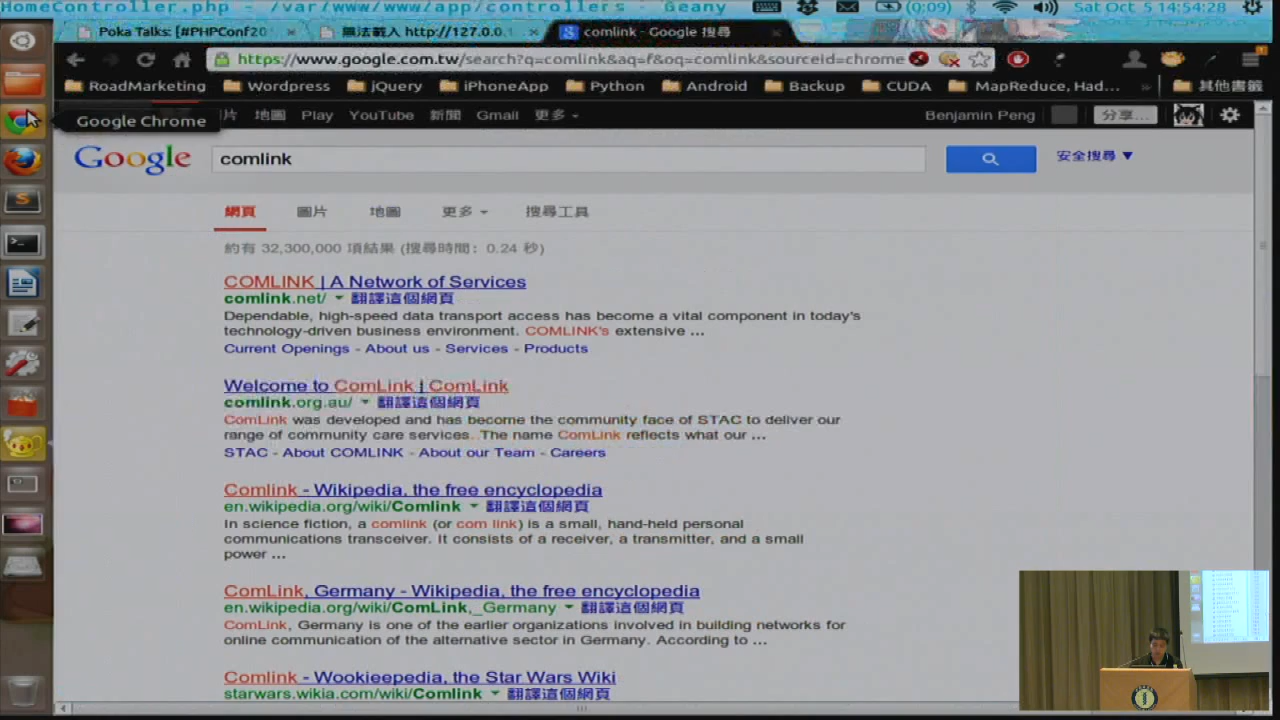 HomeController.php - /var/www/www/app/controllers - Geany
(0:09)
Sat Oct 5 14:54:28
Poka Talks: [#PHPConf20
無法載入 http://127.0.0.1
comlink - Google 搜尋
https://www.google.com.tw/search?q=comlink&aq=f&oq=comlink&sourceid=chrome
RoadMarketing
Wordpress
jQuery
iPhoneApp
Python
Android
Backup
CUDA
MapReduce, Had...
其他書籤
Google Chrome
片 地圖 Play YouTube 新聞 Gmail 更多
Benjamin Peng
分享...
Google
comlink
安全搜尋
網頁 圖片 地圖 更多 搜尋工具
約有 32,300,000 項結果 (搜尋時間: 0.24 秒)
COMLINK | A Network of Services
comlink.net/ 翻譯這個網頁
Dependable, high-speed data transport access has become a vital component in today's
technology-driven business environment. COMLINK's extensive ...
Current Openings - About us - Services - Products
Welcome to ComLink | ComLink
comlink.org.au/ 翻譯這個網頁
ComLink was developed and has become the community face of STAC to deliver our
range of community care services. The name ComLink reflects what our ...
STAC - About COMLINK - About our Team - Careers
Comlink - Wikipedia, the free encyclopedia
en.wikipedia.org/wiki/Comlink 翻譯這個網頁
In science fiction, a comlink (or com link) is a small, hand-held personal
communications transceiver. It consists of a receiver, a transmitter, and a small
power ...
ComLink, Germany - Wikipedia, the free encyclopedia
en.wikipedia.org/wiki/ComLink,_Germany 翻譯這個網頁
ComLink, Germany is one of the earlier organizations involved in building networks for
online communication of the alternative sector in Germany. According to ...
Comlink - Wookieepedia, the Star Wars Wiki
starwars.wikia.com/wiki/Comlink 翻譯這個網頁